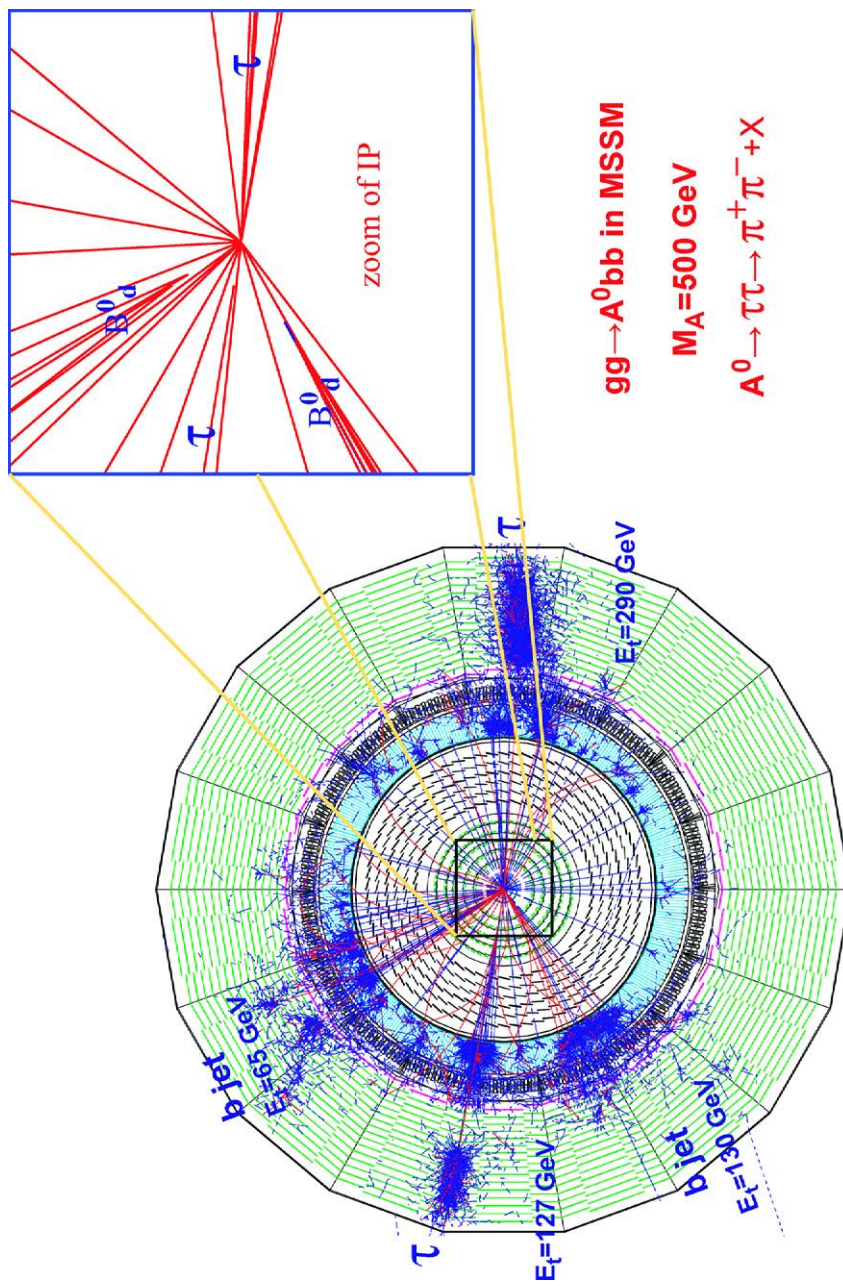 τ
B⁰d
τ
B⁰d
zoom of IP
gg→A⁰bb in MSSM
M_A=500 GeV
A⁰→ττ→π⁺π⁻+X
τ
E_t=290 GeV
b jet
E_t=65 GeV
τ
E_t=127 GeV
b jet
E_t=130 GeV